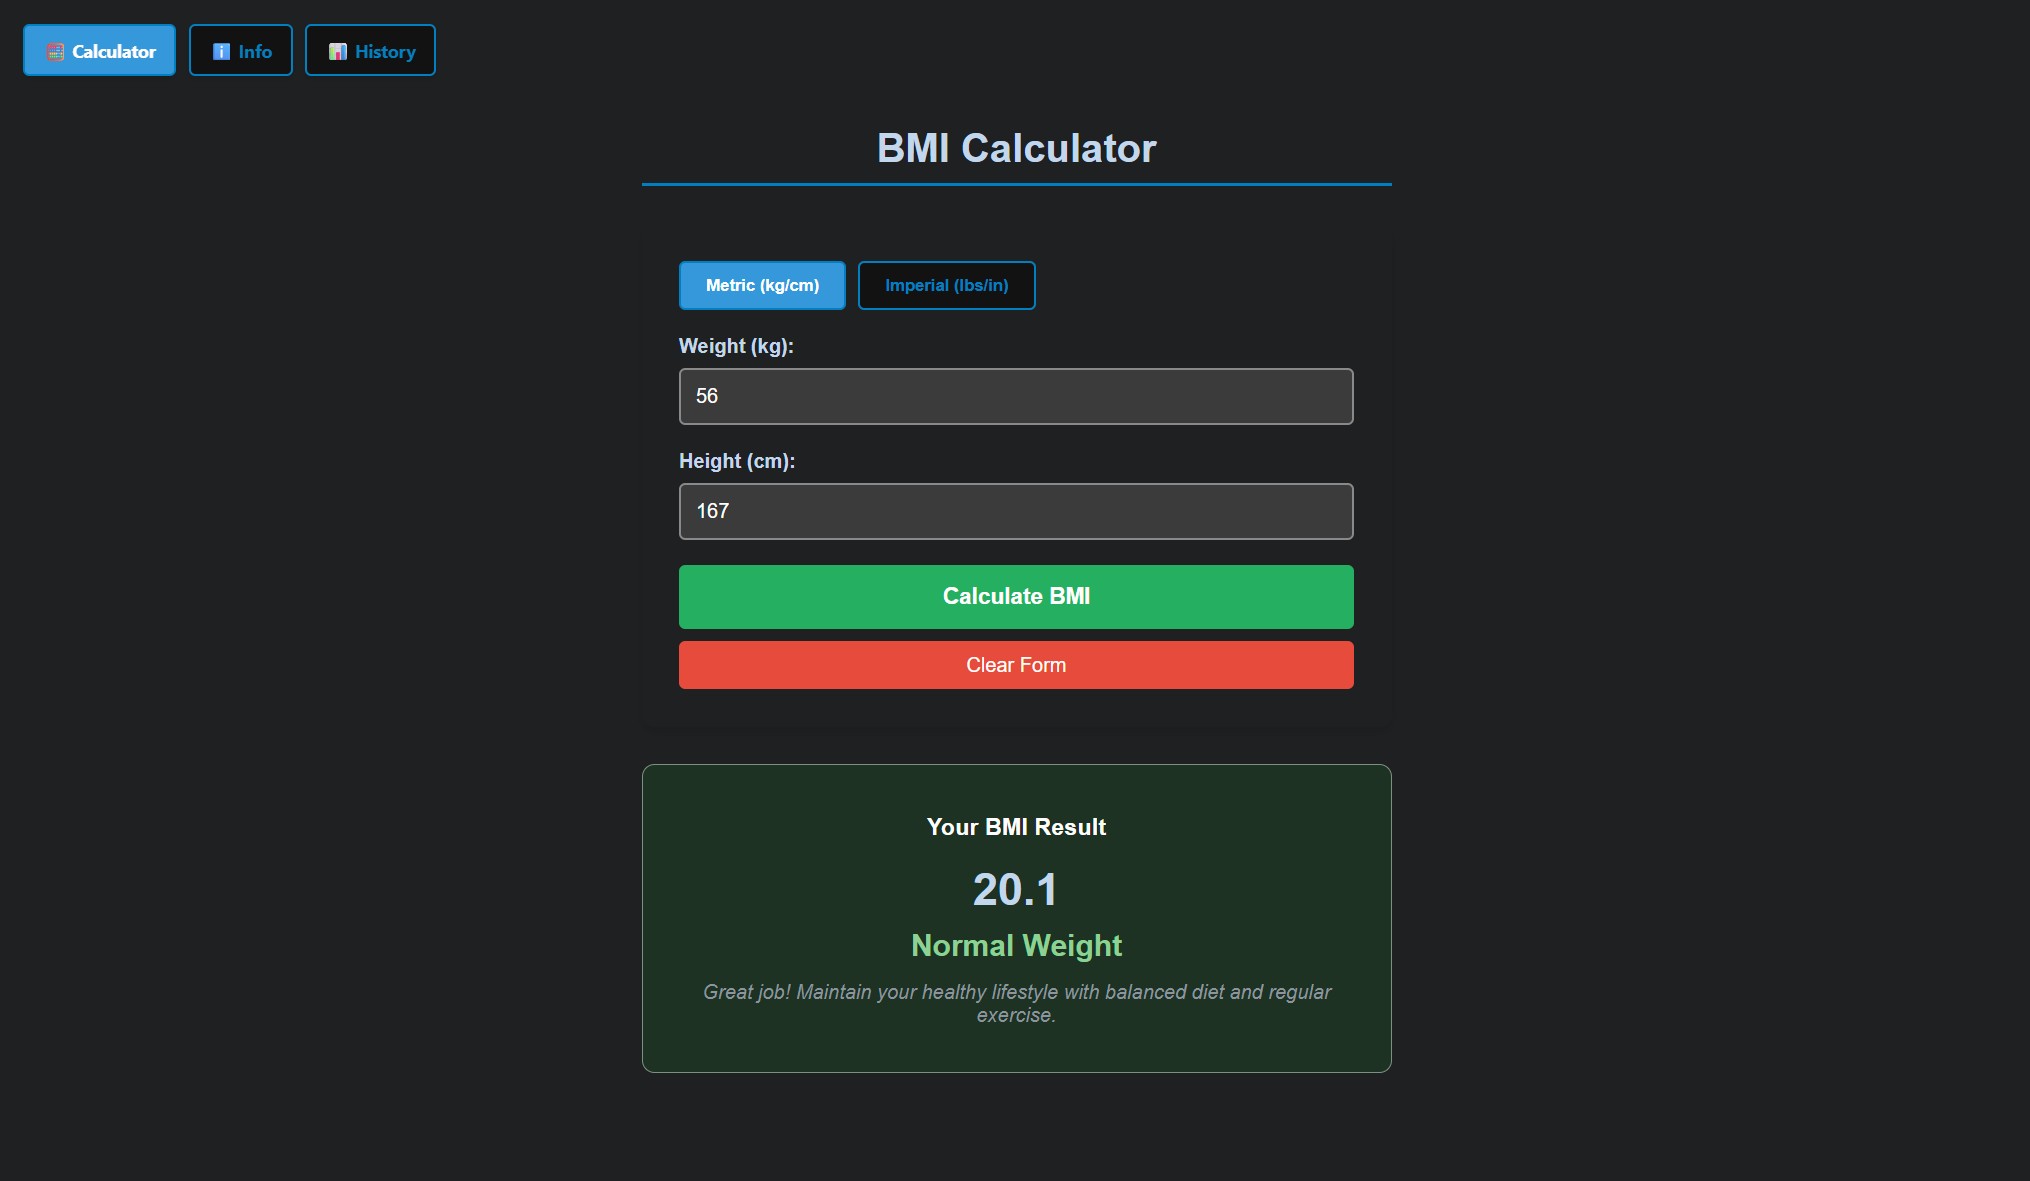 Calculator Info History
BMI Calculator
Metric (kg/cm) Imperial (lbs/in)
Weight (kg):
56
Height (cm):
167
Calculate BMI
Clear Form
Your BMI Result
20.1
Normal Weight
Great job! Maintain your healthy lifestyle with balanced diet and regular
exercise.